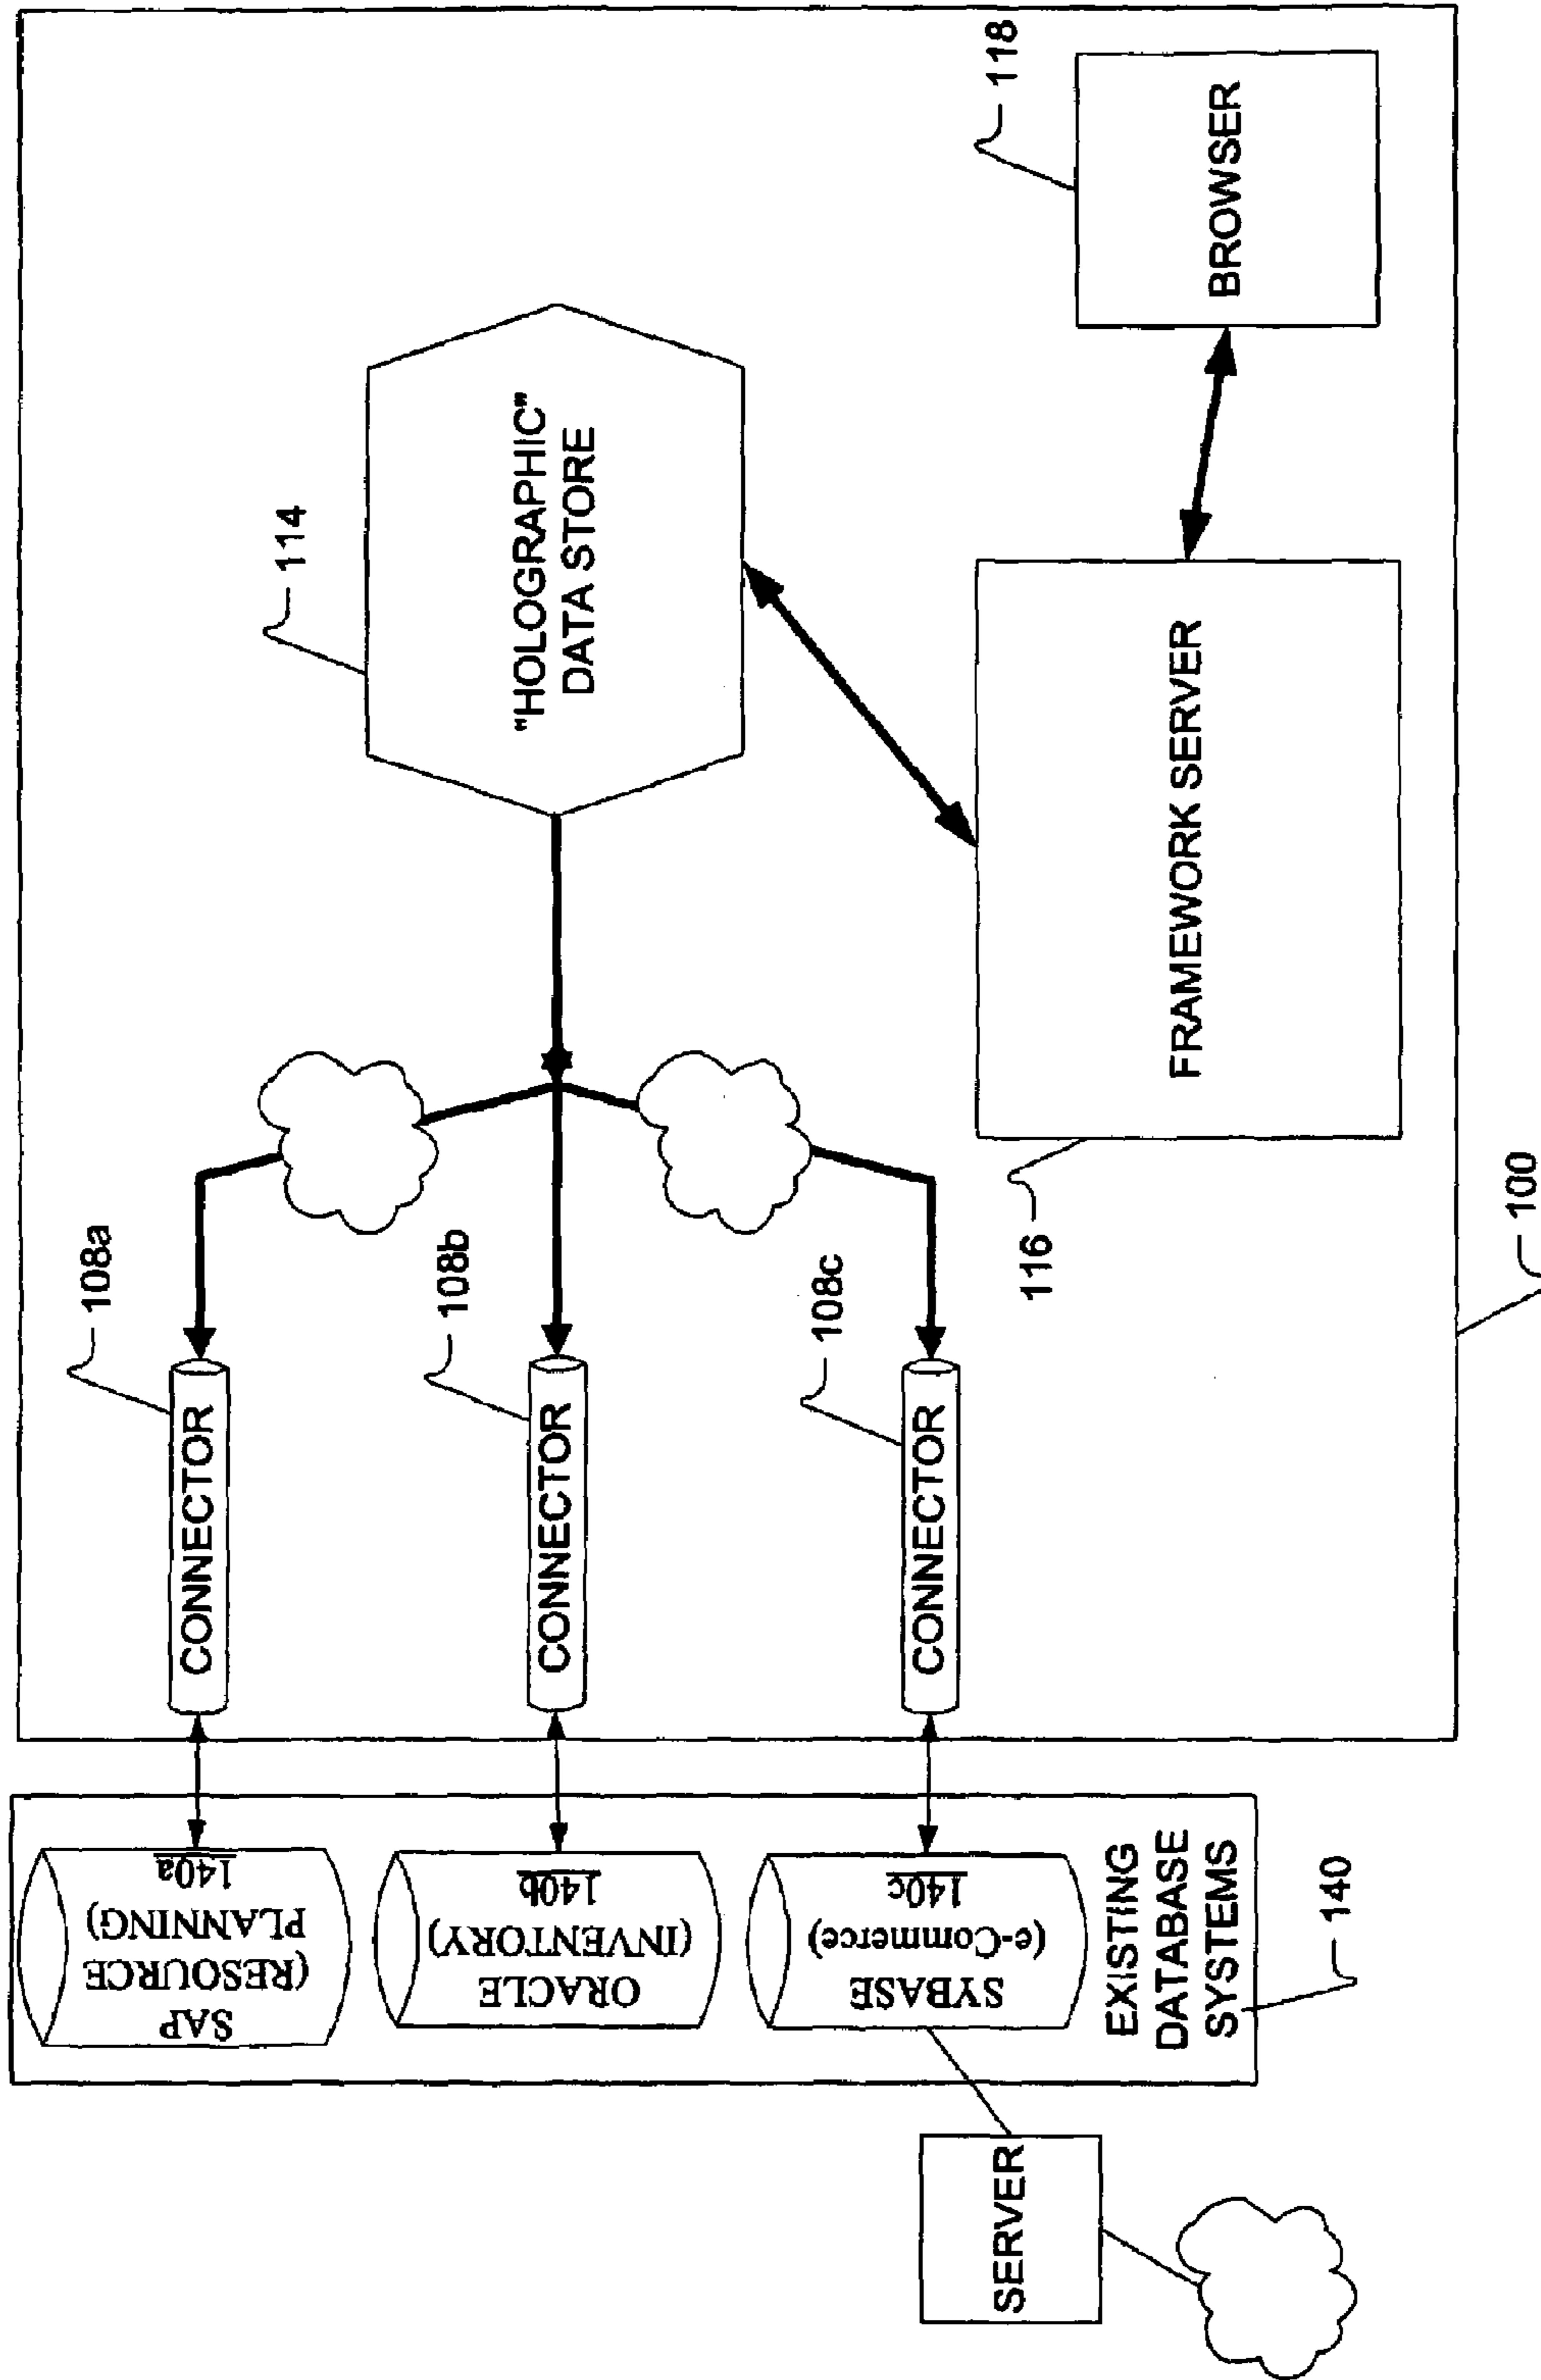 SAP
(RESOURCE
PLANNING)
140a
ORACLE
(INVENTORY)
140b
SYBASE
(e-Commerce)
140c
EXISTING
DATABASE
SYSTEMS
140
SERVER
CONNECTOR
108a
CONNECTOR
108b
CONNECTOR
108c
"HOLOGRAPHIC"
DATA STORE
114
FRAMEWORK SERVER
116
BROWSER
118
100